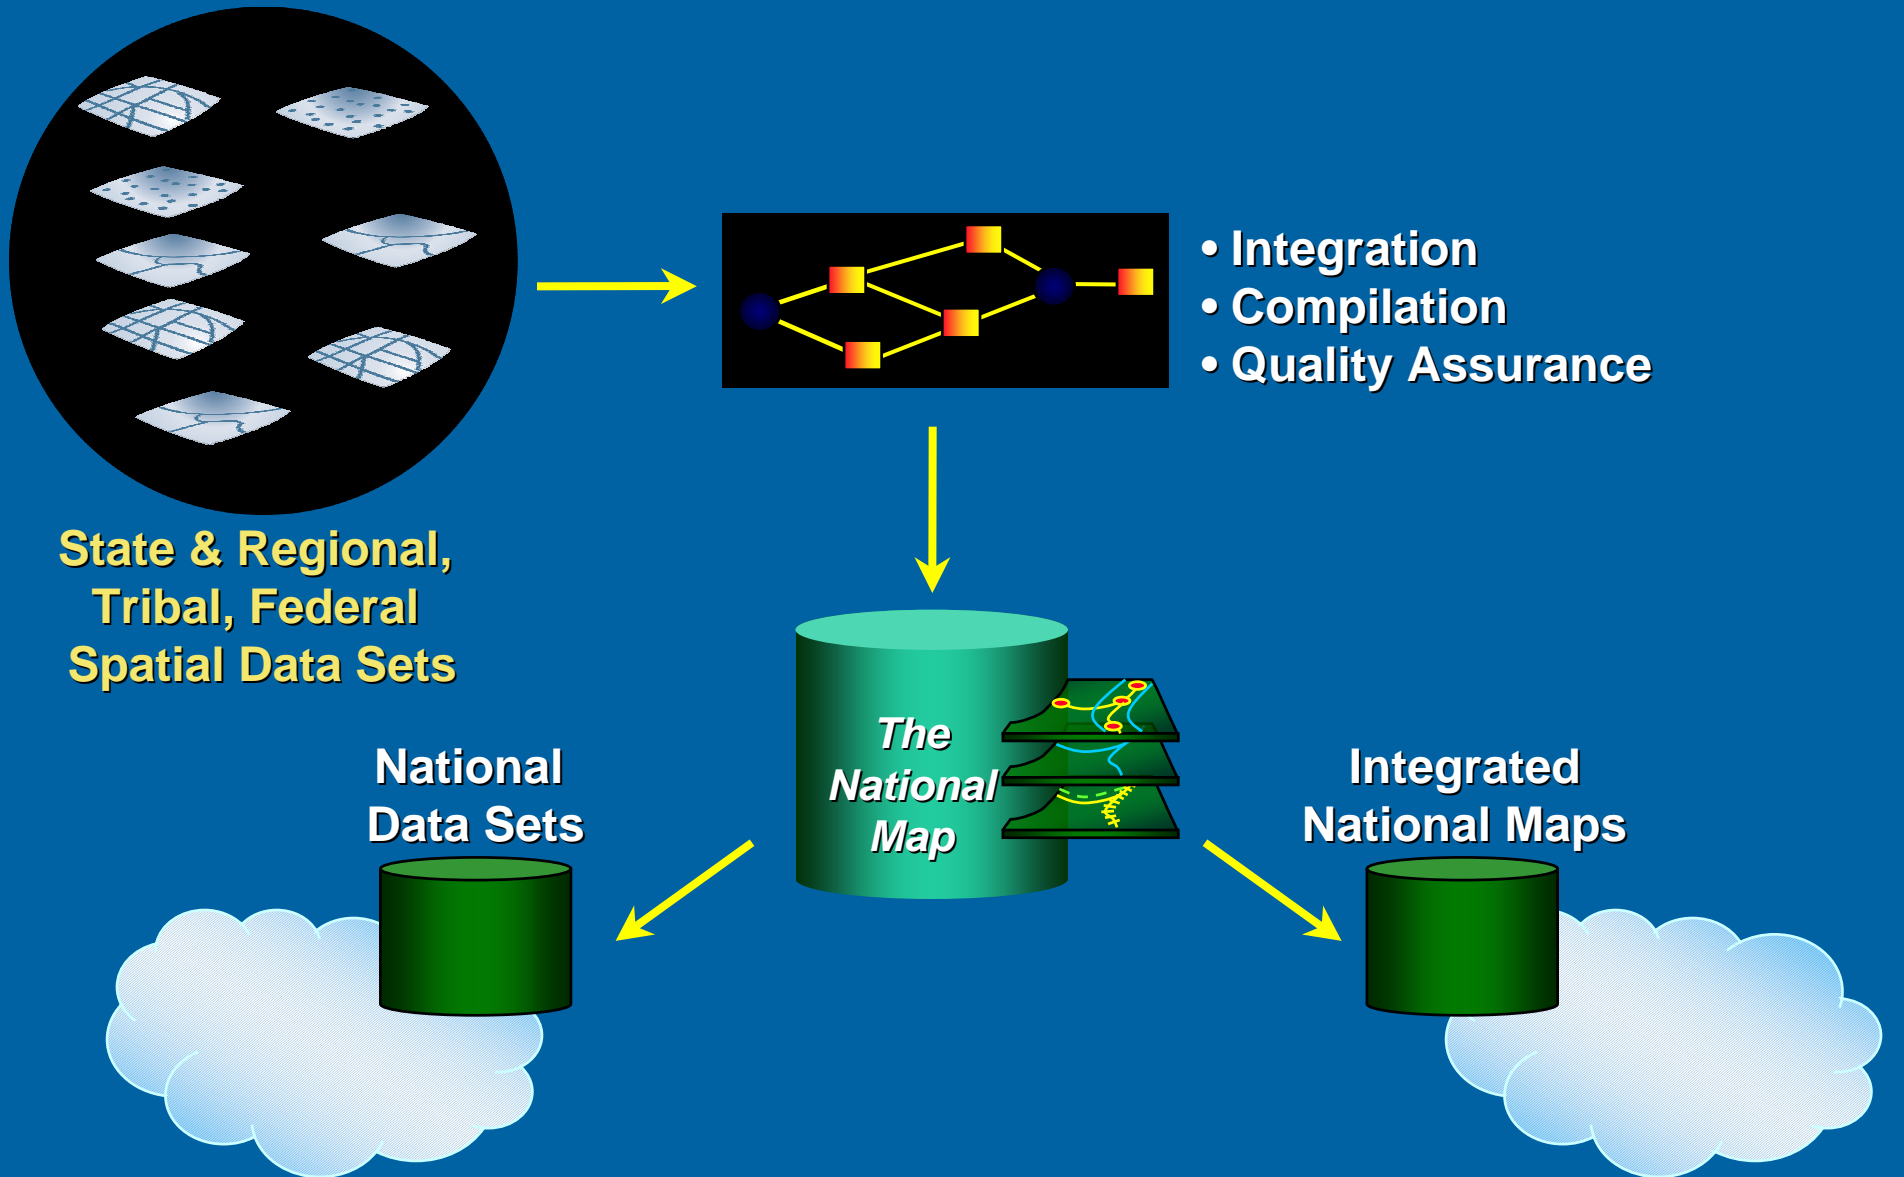 • Integration
• Compilation
• Quality Assurance
State & Regional,
Tribal, Federal
Spatial Data Sets
The
National
Map
National
Data Sets
Integrated
National Maps